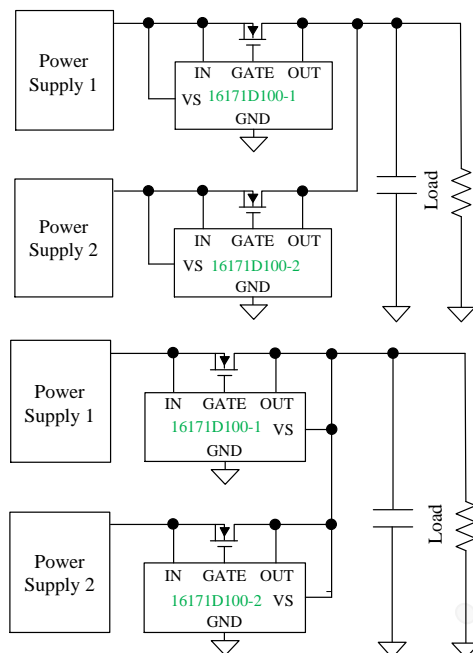 Power
Supply 1
IN GATE OUT
VS 16171D100-1
GND
Power
Supply 2
IN GATE OUT
VS 16171D100-2
GND
Load
Power
Supply 1
IN GATE OUT
16171D100-1 VS
GND
Power
Supply 2
IN GATE OUT
16171D100-2 VS
GND
Load